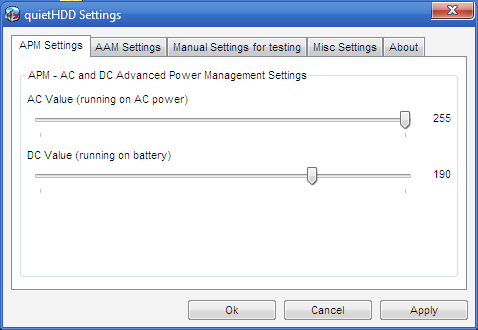 quietHDD Settings
APM Settings AAM Settings Manual Settings for testing Misc Settings About
APM - AC and DC Advanced Power Management Settings
AC Value (running on AC power)
255
DC Value (running on battery)
190
Ok Cancel Apply